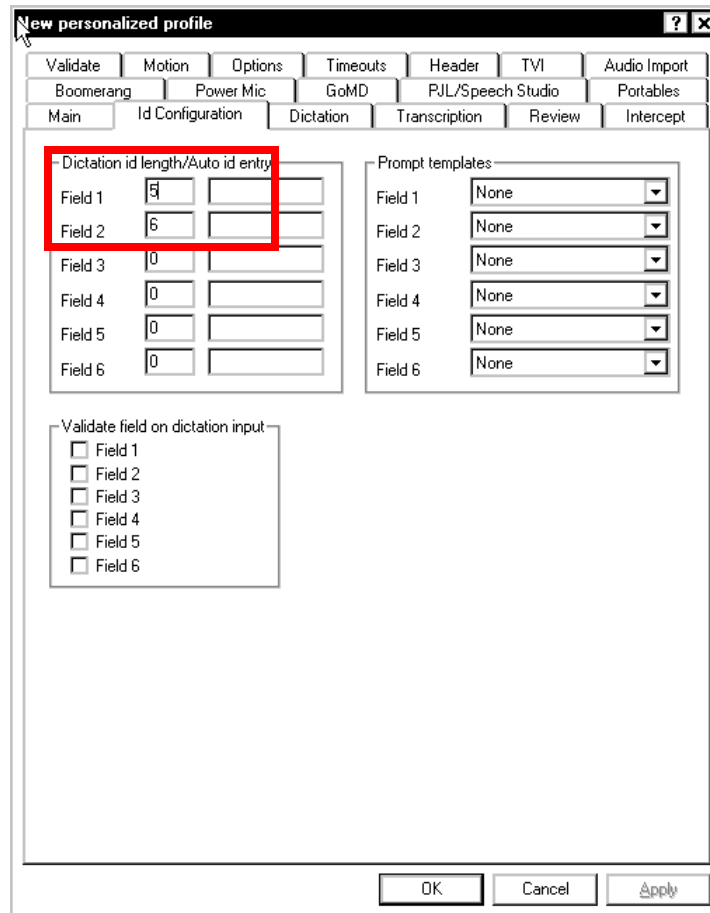 New personalized profile
Validate Motion Options Timeouts Header TVI Audio Import
Boomerang Power Mic GoMD PJL/Speech Studio Portables
Main Id Configuration Dictation Transcription Review Intercept
Dictation id length/Auto id entry
Field 1 5
Field 2 6
Field 3 0
Field 4 0
Field 5 0
Field 6 0
Prompt templates
Field 1 None
Field 2 None
Field 3 None
Field 4 None
Field 5 None
Field 6 None
Validate field on dictation input
Field 1
Field 2
Field 3
Field 4
Field 5
Field 6
OK Cancel Apply